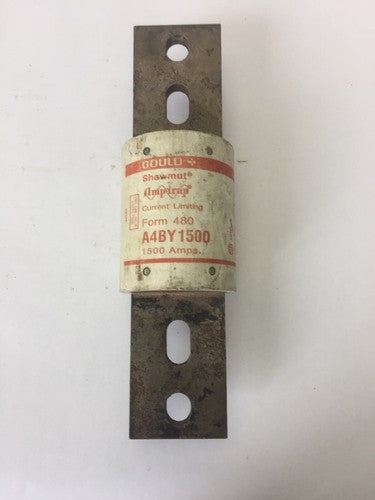 GOULD
Shawmut®
Amptrap
Current Limiting
Form 480
A4BY1500
1500 Amps.